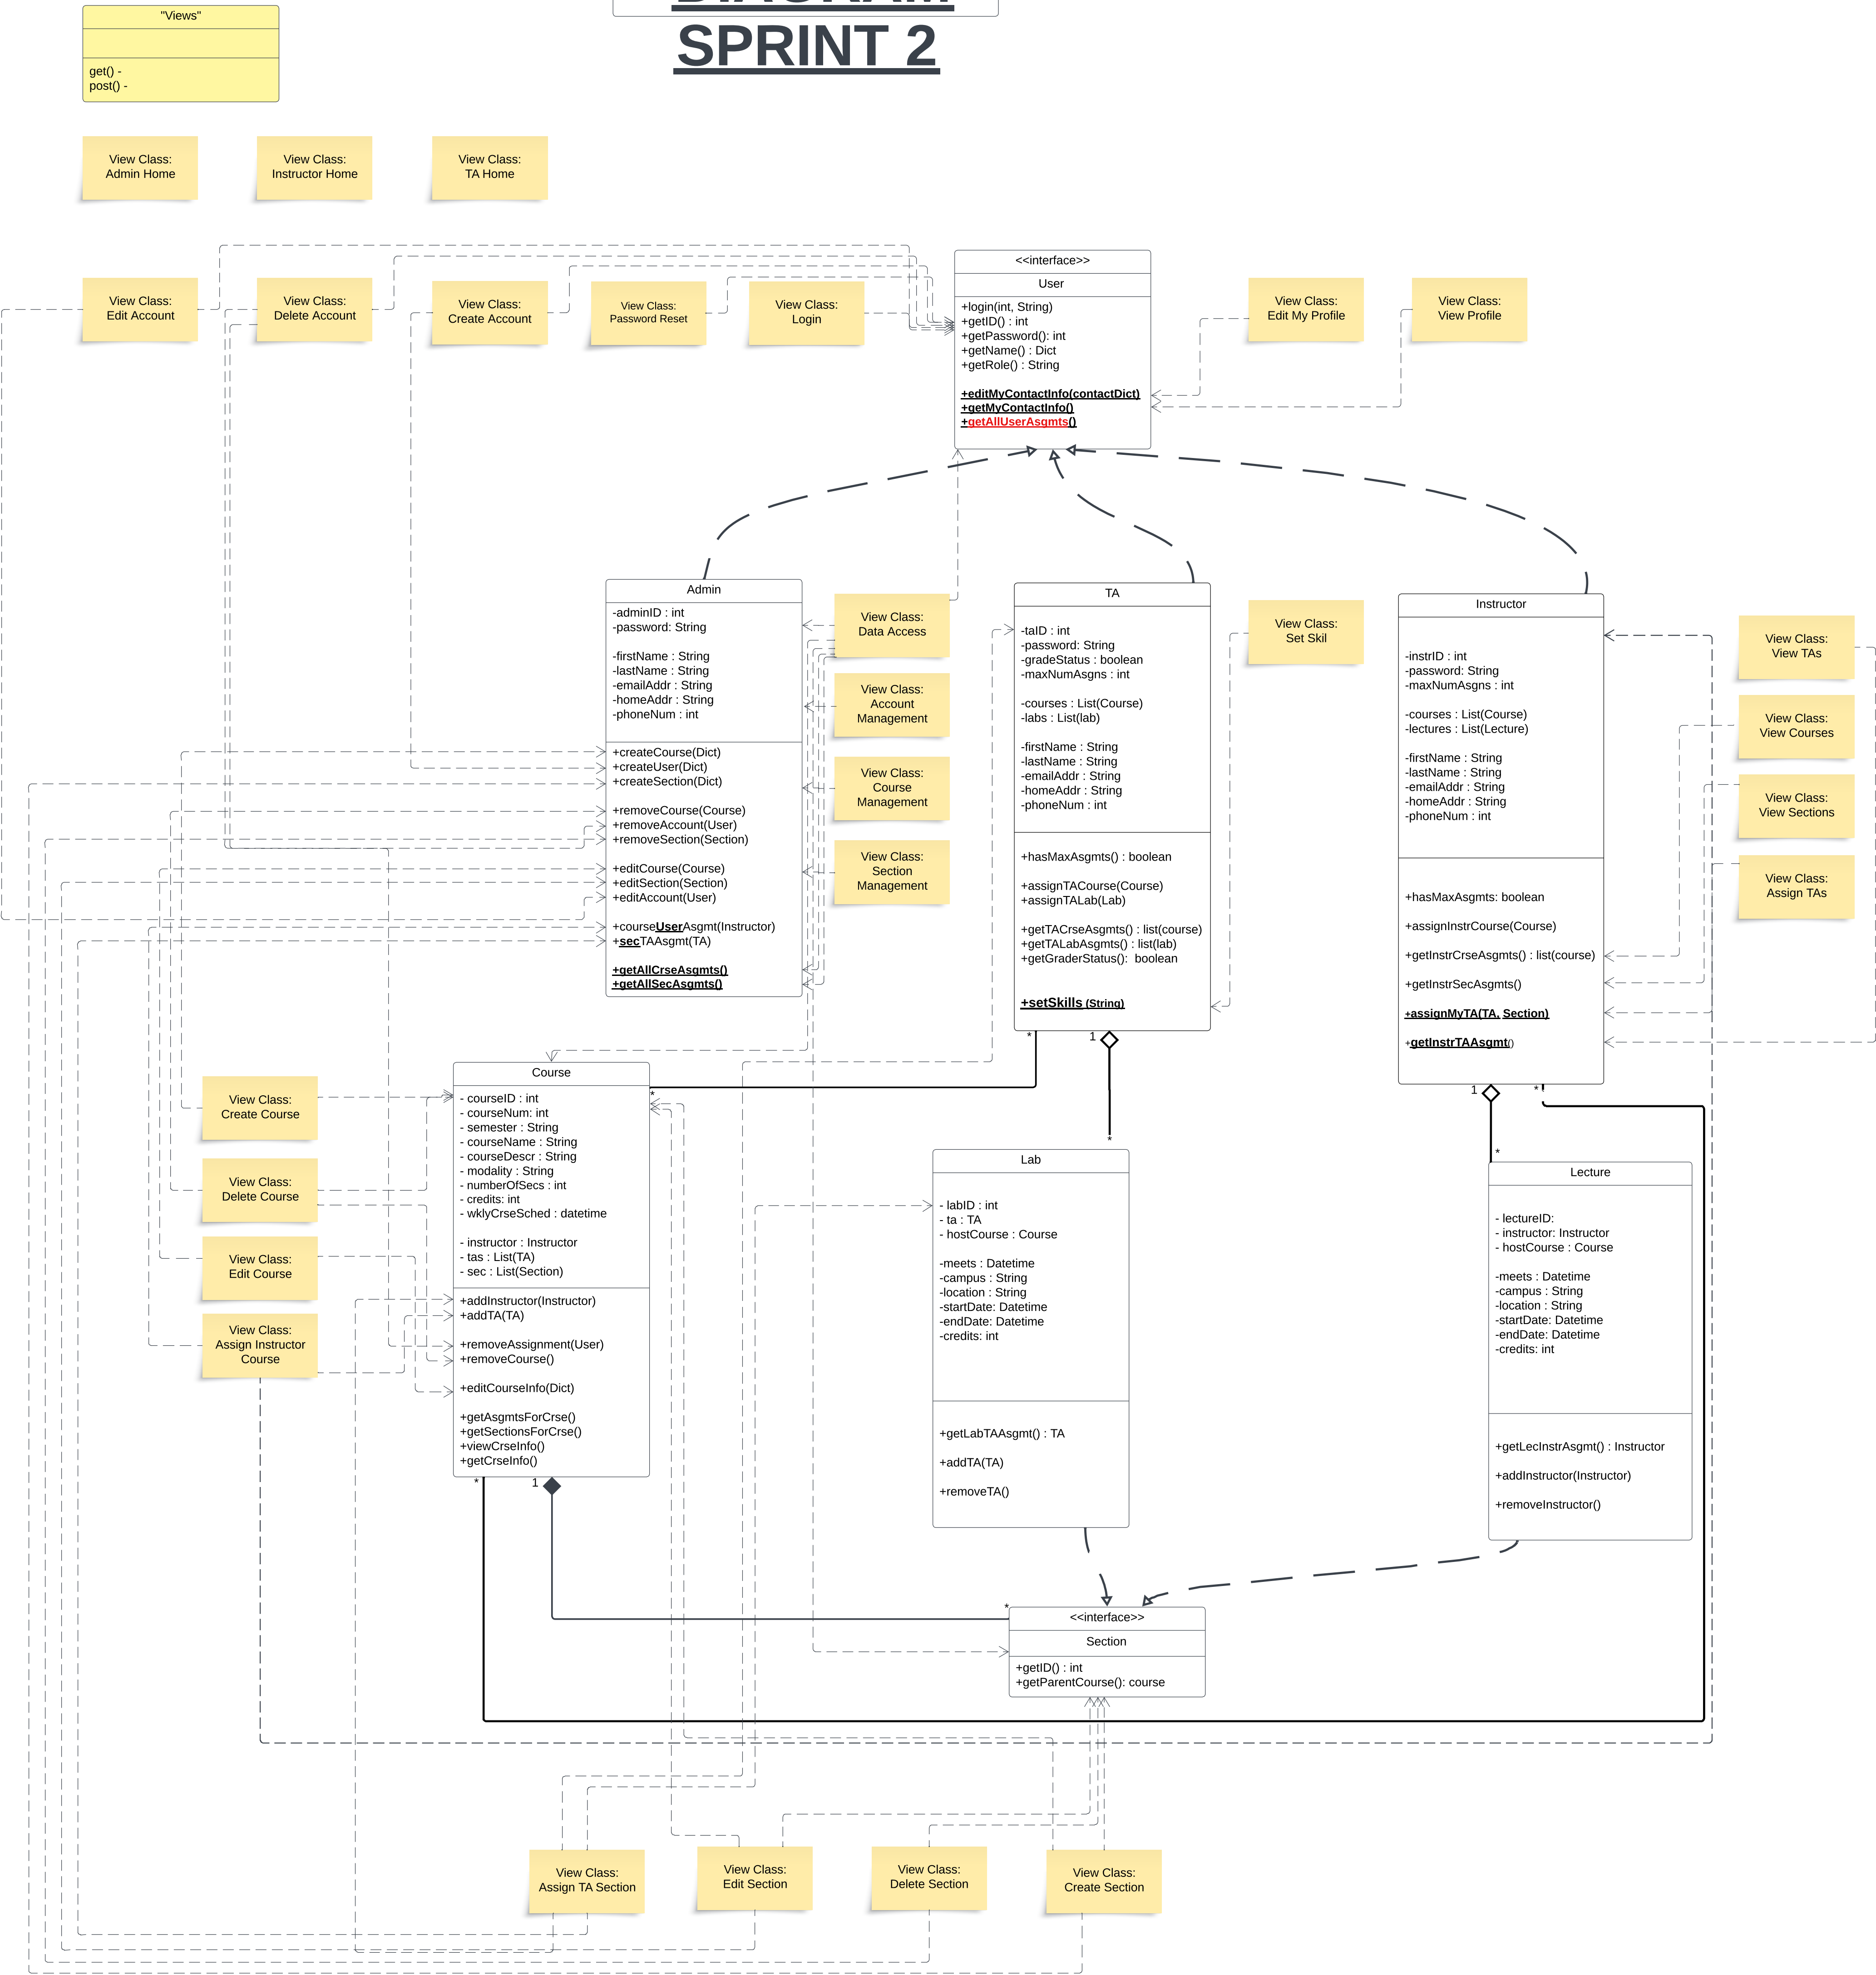 DIAGRAM
SPRINT 2
"Views"
get() -
post() -
View Class:
Admin Home
View Class:
Instructor Home
View Class:
TA Home
View Class:
Edit Account
View Class:
Delete Account
View Class:
Create Account
View Class:
Password Reset
View Class:
Login
<<interface>>
User
+login(int, String)
+getID() : int
+getPassword(): int
+getName() : Dict
+getRole() : String
+editMyContactInfo(contactDict)
+getMyContactInfo()
+getAllUserAsgmts()
View Class:
Edit My Profile
View Class:
View Profile
Admin
-adminID : int
-password: String
-firstName : String
-lastName : String
-emailAddr : String
-homeAddr : String
-phoneNum : int
+createCourse(Dict)
+createUser(Dict)
+createSection(Dict)
+removeCourse(Course)
+removeAccount(User)
+removeSection(Section)
+editCourse(Course)
+editSection(Section)
+editAccount(User)
+courseUserAsgmt(Instructor)
+secTAAsgmt(TA)
+getAllCrseAsgmts()
+getAllSecAsgmts()
View Class:
Data Access
View Class:
Account
Management
View Class:
Course
Management
View Class:
Section
Management
TA
-taID : int
-password: String
-gradeStatus : boolean
-maxNumAsgns : int
-courses : List(Course)
-labs : List(lab)
-firstName : String
-lastName : String
-emailAddr : String
-homeAddr : String
-phoneNum : int
+hasMaxAsgmts() : boolean
+assignTACourse(Course)
+assignTALab(Lab)
+getTACrseAsgmts() : list(course)
+getTALabAsgmts() : list(lab)
+getGraderStatus():  boolean
+setSkills (String)
*
1
View Class:
Set Skil
Instructor
-instrID : int
-password: String
-maxNumAsgns : int
-courses : List(Course)
-lectures : List(Lecture)
-firstName : String
-lastName : String
-emailAddr : String
-homeAddr : String
-phoneNum : int
+hasMaxAsgmts: boolean
+assignInstrCourse(Course)
+getInstrCrseAsgmts() : list(course)
+getInstrSecAsgmts()
+assignMyTA(TA, Section)
+getInstrTAAsgmt()
1
*
View Class:
View TAs
View Class:
View Courses
View Class:
View Sections
View Class:
Assign TAs
View Class:
Create Course
View Class:
Delete Course
View Class:
Edit Course
View Class:
Assign Instructor
Course
Course
*
- courseID : int
- courseNum: int
- semester : String
- courseName : String
- courseDescr : String
- modality : String
- numberOfSecs : int
- credits: int
- wklyCrseSched : datetime
- instructor : Instructor
- tas : List(TA)
- sec : List(Section)
+addInstructor(Instructor)
+addTA(TA)
+removeAssignment(User)
+removeCourse()
+editCourseInfo(Dict)
+getAsgmtsForCrse()
+getSectionsForCrse()
+viewCrseInfo()
+getCrseInfo()
*
1
*
Lab
- labID : int
- ta : TA
- hostCourse : Course
-meets : Datetime
-campus : String
-location : String
-startDate: Datetime
-endDate: Datetime
-credits: int
+getLabTAAsgmt() : TA
+addTA(TA)
+removeTA()
*
Lecture
- lectureID:
- instructor: Instructor
- hostCourse : Course
-meets : Datetime
-campus : String
-location : String
-startDate: Datetime
-endDate: Datetime
-credits: int
+getLecInstrAsgmt() : Instructor
+addInstructor(Instructor)
+removeInstructor()
*
<<interface>>
Section
+getID() : int
+getParentCourse(): course
View Class:
Assign TA Section
View Class:
Edit Section
View Class:
Delete Section
View Class:
Create Section